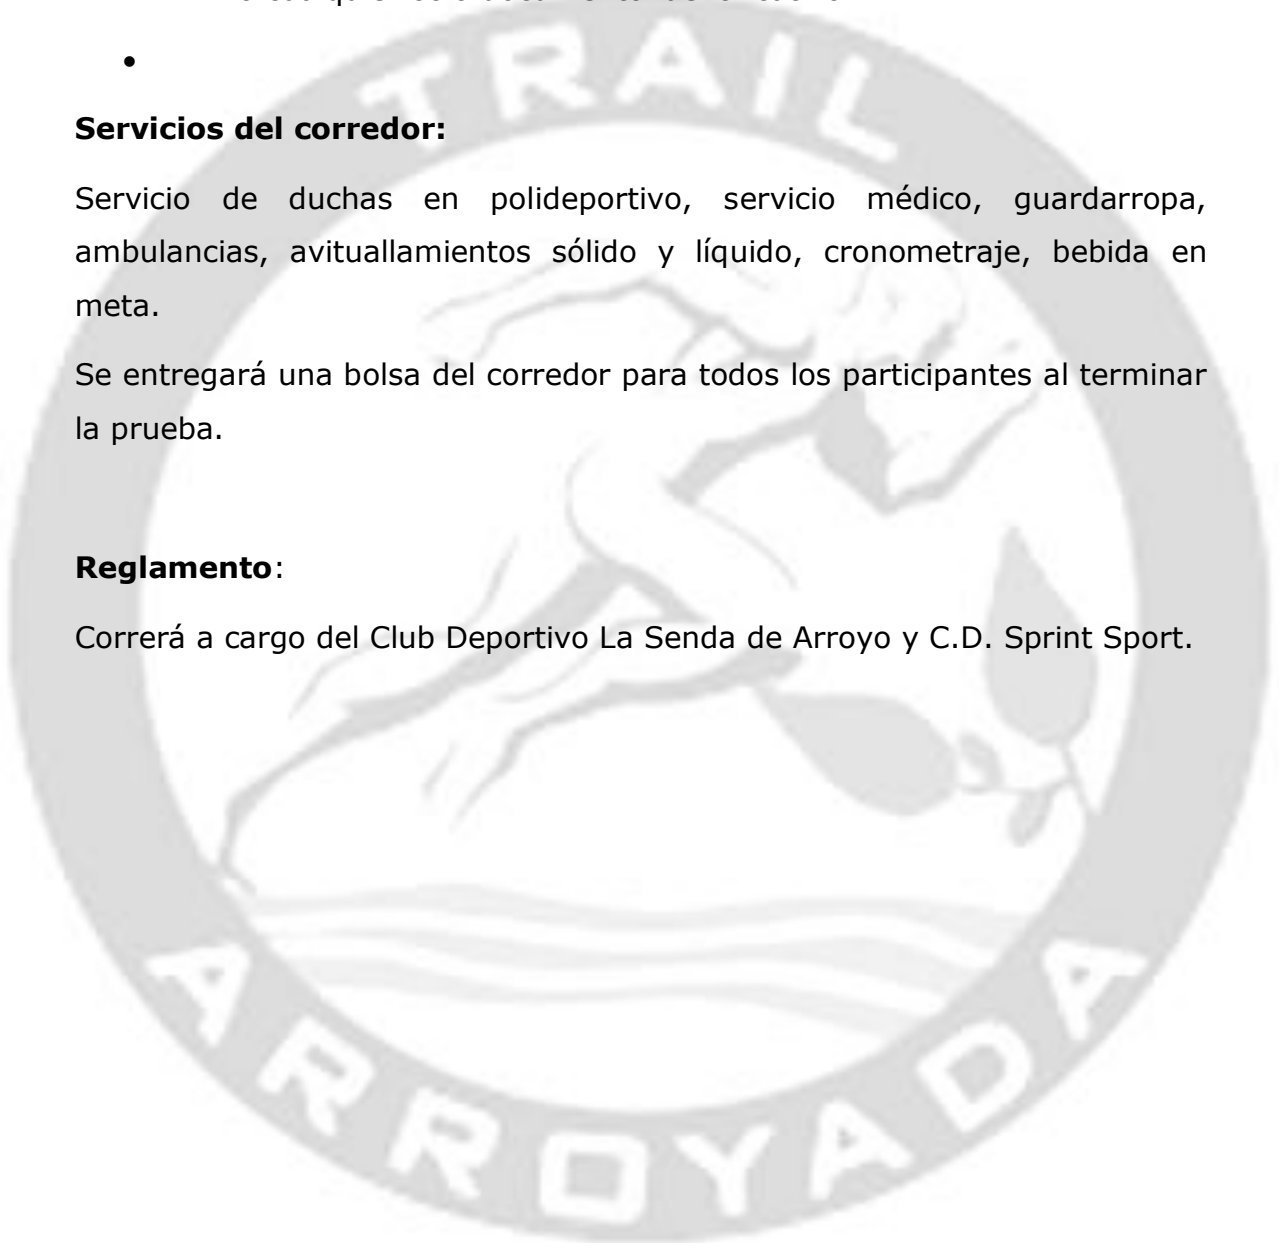 •
TRAIL
Servicios del corredor:
Servicio de duchas en polideportivo, servicio médico, guardarropa,
ambulancias, avituallamientos sólido y líquido, cronometraje, bebida en
meta.
Se entregará una bolsa del corredor para todos los participantes al terminar
la prueba.
Reglamento:
Correrá a cargo del Club Deportivo La Senda de Arroyo y C.D. Sprint Sport.
ARROYADA